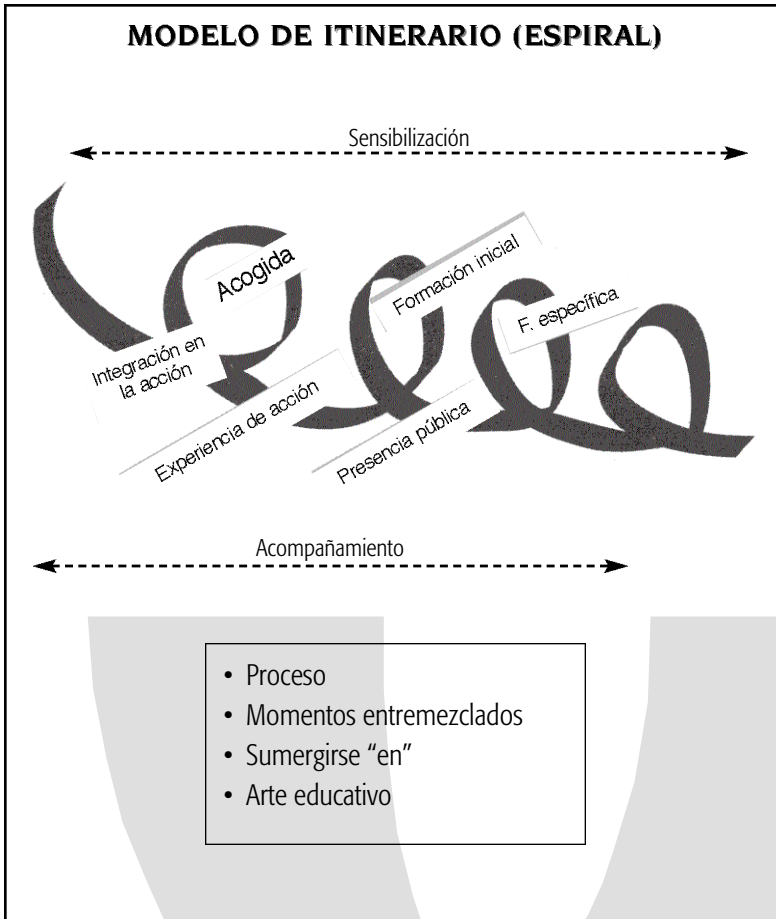 MODELO DE ITINERARIO (ESPIRAL)
Sensibilización
Acogida
Formación inicial
F. específica
Integración en
la acción
Experiencia de acción
Presencia pública
Acompañamiento
• Proceso
• Momentos entremezclados
• Sumergirse “en”
• Arte educativo